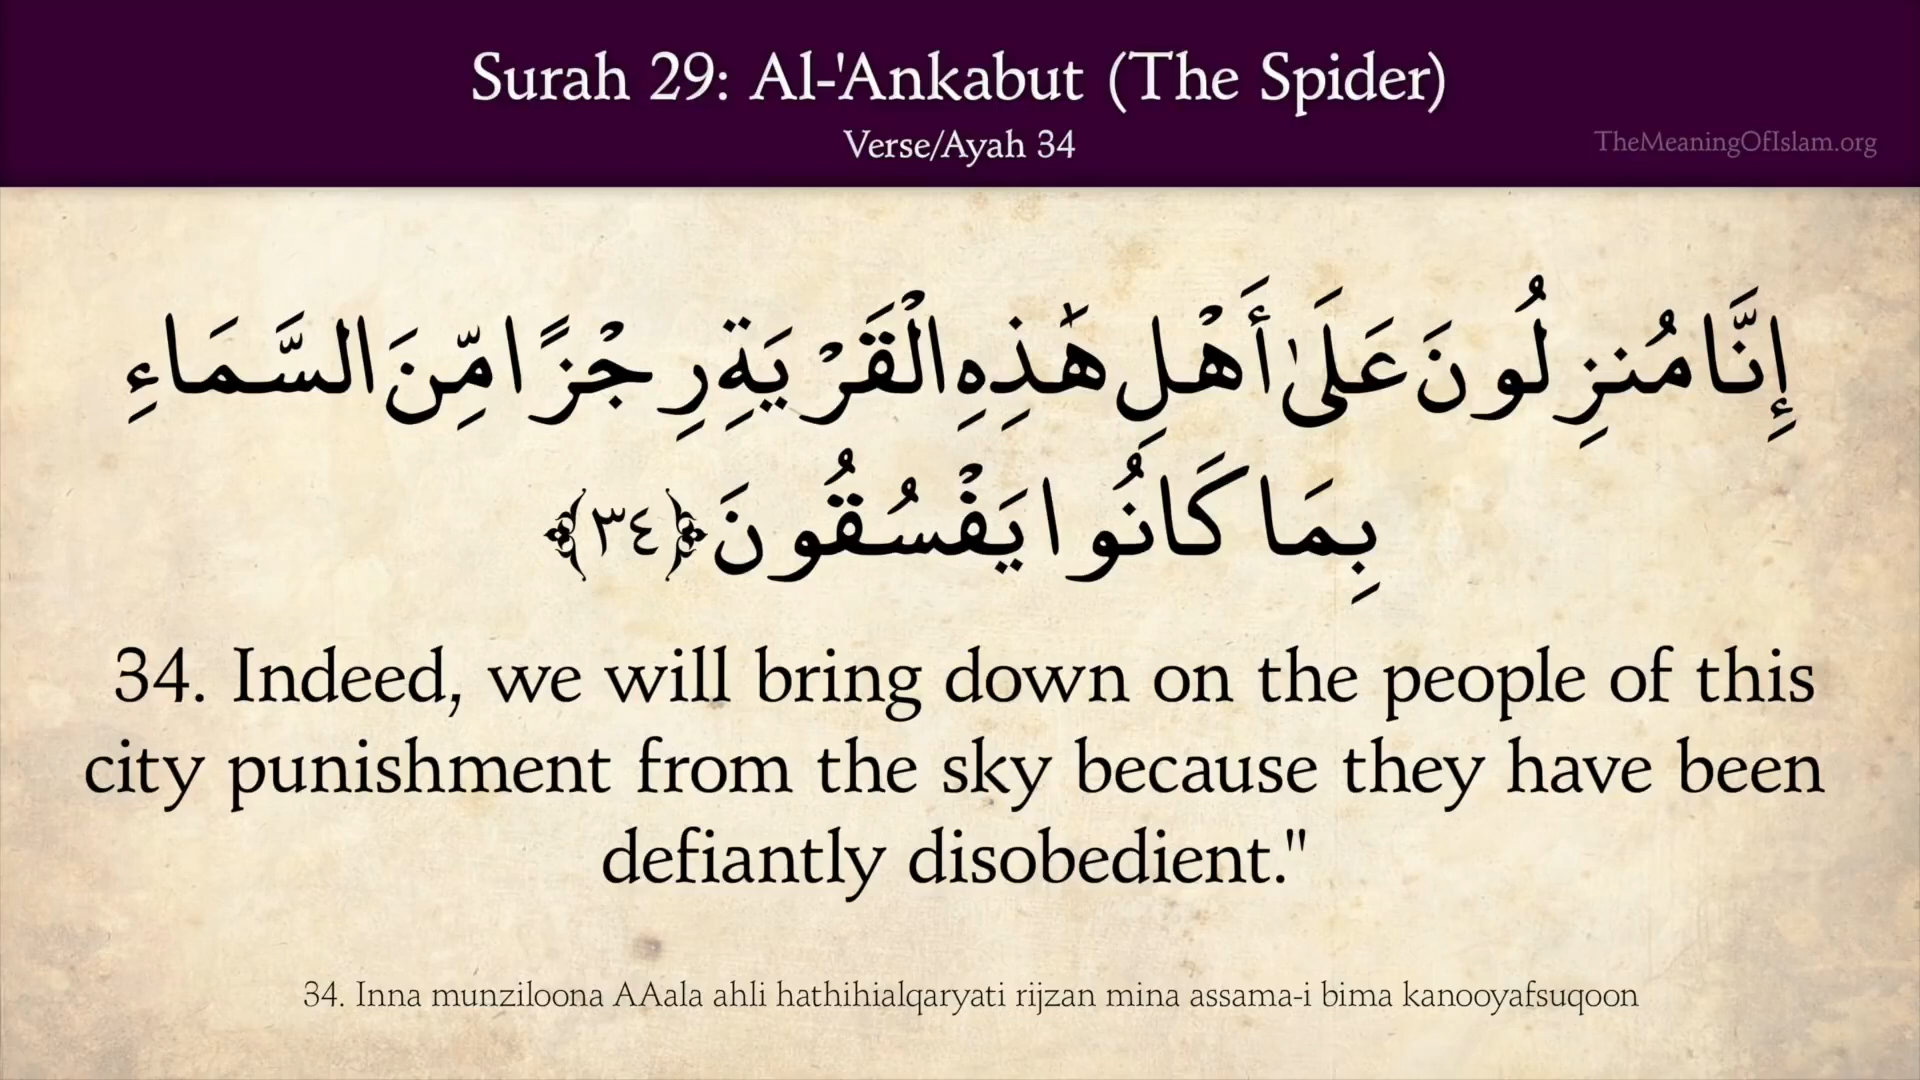 Surah 29: Al-'Ankabut (The Spider)
Verse/Ayah 34
TheMeaningOfIslam.org
إِنَّا مُنزِلُونَ عَلَىٰ أَهْلِ هَٰذِهِ الْقَرْيَةِ رِجْزًا مِّنَ السَّمَاءِ
بِمَا كَانُوا يَفْسُقُونَ ﴿٣٤﴾
34. Indeed, we will bring down on the people of this
city punishment from the sky because they have been
defiantly disobedient."
34. Inna munziloona AAala ahli hathihialqaryati rijzan mina assama-i bima kanooyafsuqoon